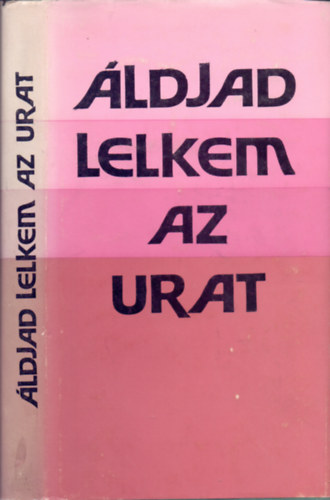 ÁLDJAD LELKEM AZ URAT
ÁLDJAD
LELKEM
AZ
URAT